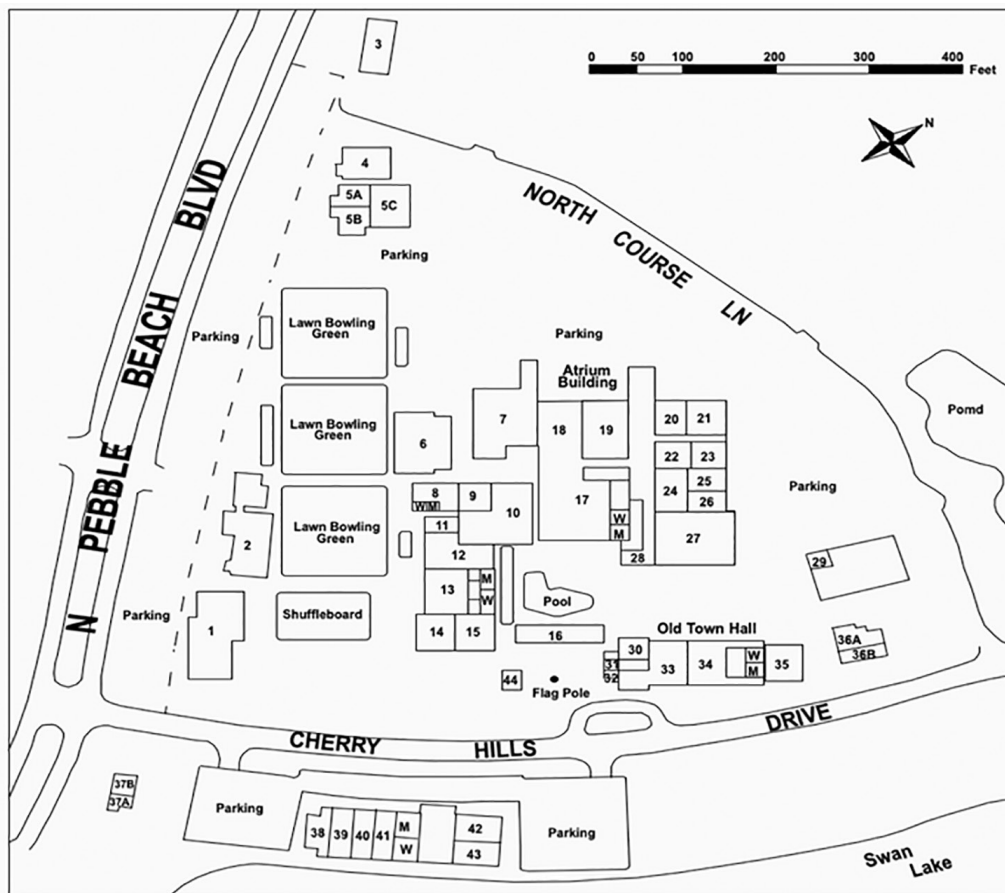 3
0 50 100 200 300 400
Feet
N
N PEBBLE BEACH BLVD
4
5A
5B
5C
NORTH COURSE LN
Parking
Parking
Lawn Bowling
Green
Parking
Atrium
Building
Pomd
Lawn Bowling
Green
6
7
18
19
20
21
22
23
24
25
26
27
17
W
M
28
Parking
8
W M
9
10
11
12
13
M
W
14
15
Lawn Bowling
Green
2
29
Pool
Parking
1
Shuffleboard
16
Old Town Hall
30
31
32
33
34
W
M
35
36A
36B
44
Flag Pole
CHERRY HILLS DRIVE
37B
37A
Parking
38
39
40
41
M
W
42
43
Parking
Swan
Lake